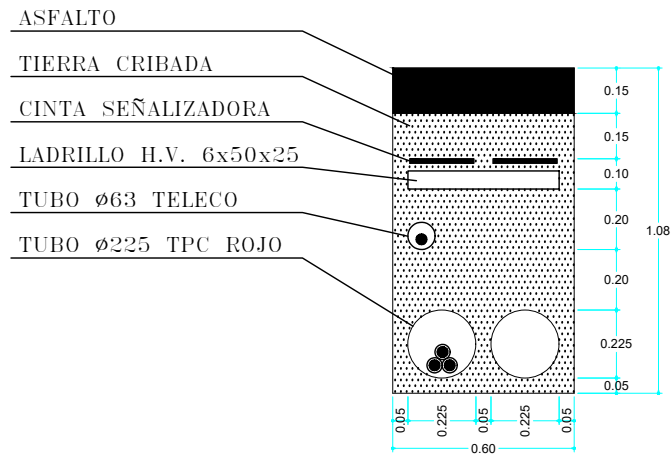 ASFALTO
TIERRA CRIBADA
CINTA SEÑALIZADORA
LADRILLO H.V. 6x50x25
TUBO Ø63 TELECO
TUBO Ø225 TPC ROJO
0.15
0.15
0.10
0.20
0.20
0.225
0.05
1.08
0.05
0.225
0.05
0.225
0.05
0.60